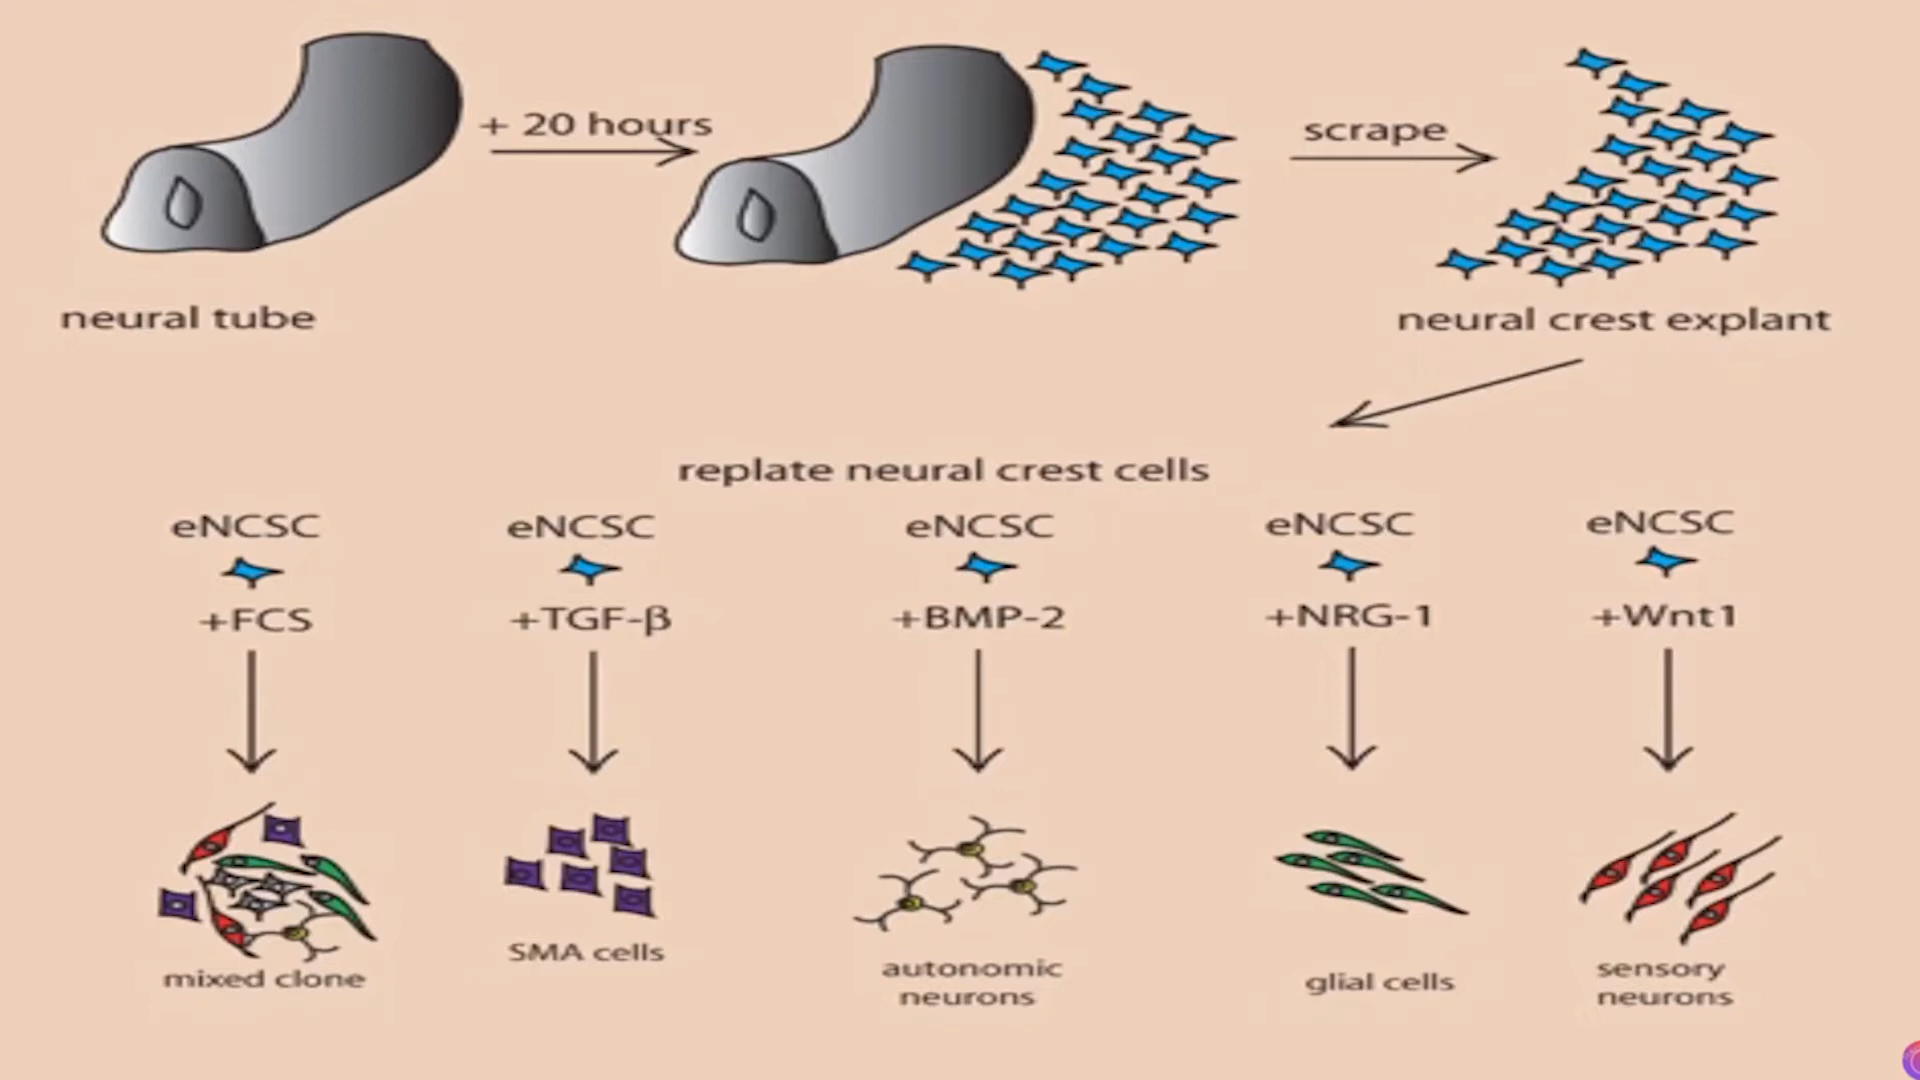 + 20 hours
scrape
neural tube
neural crest explant
replate neural crest cells
eNCSC
eNCSC
eNCSC
eNCSC
eNCSC
+FCS
+TGF-β
+BMP-2
+NRG-1
+Wnt1
mixed clone
SMA cells
autonomic
neurons
glial cells
sensory
neurons